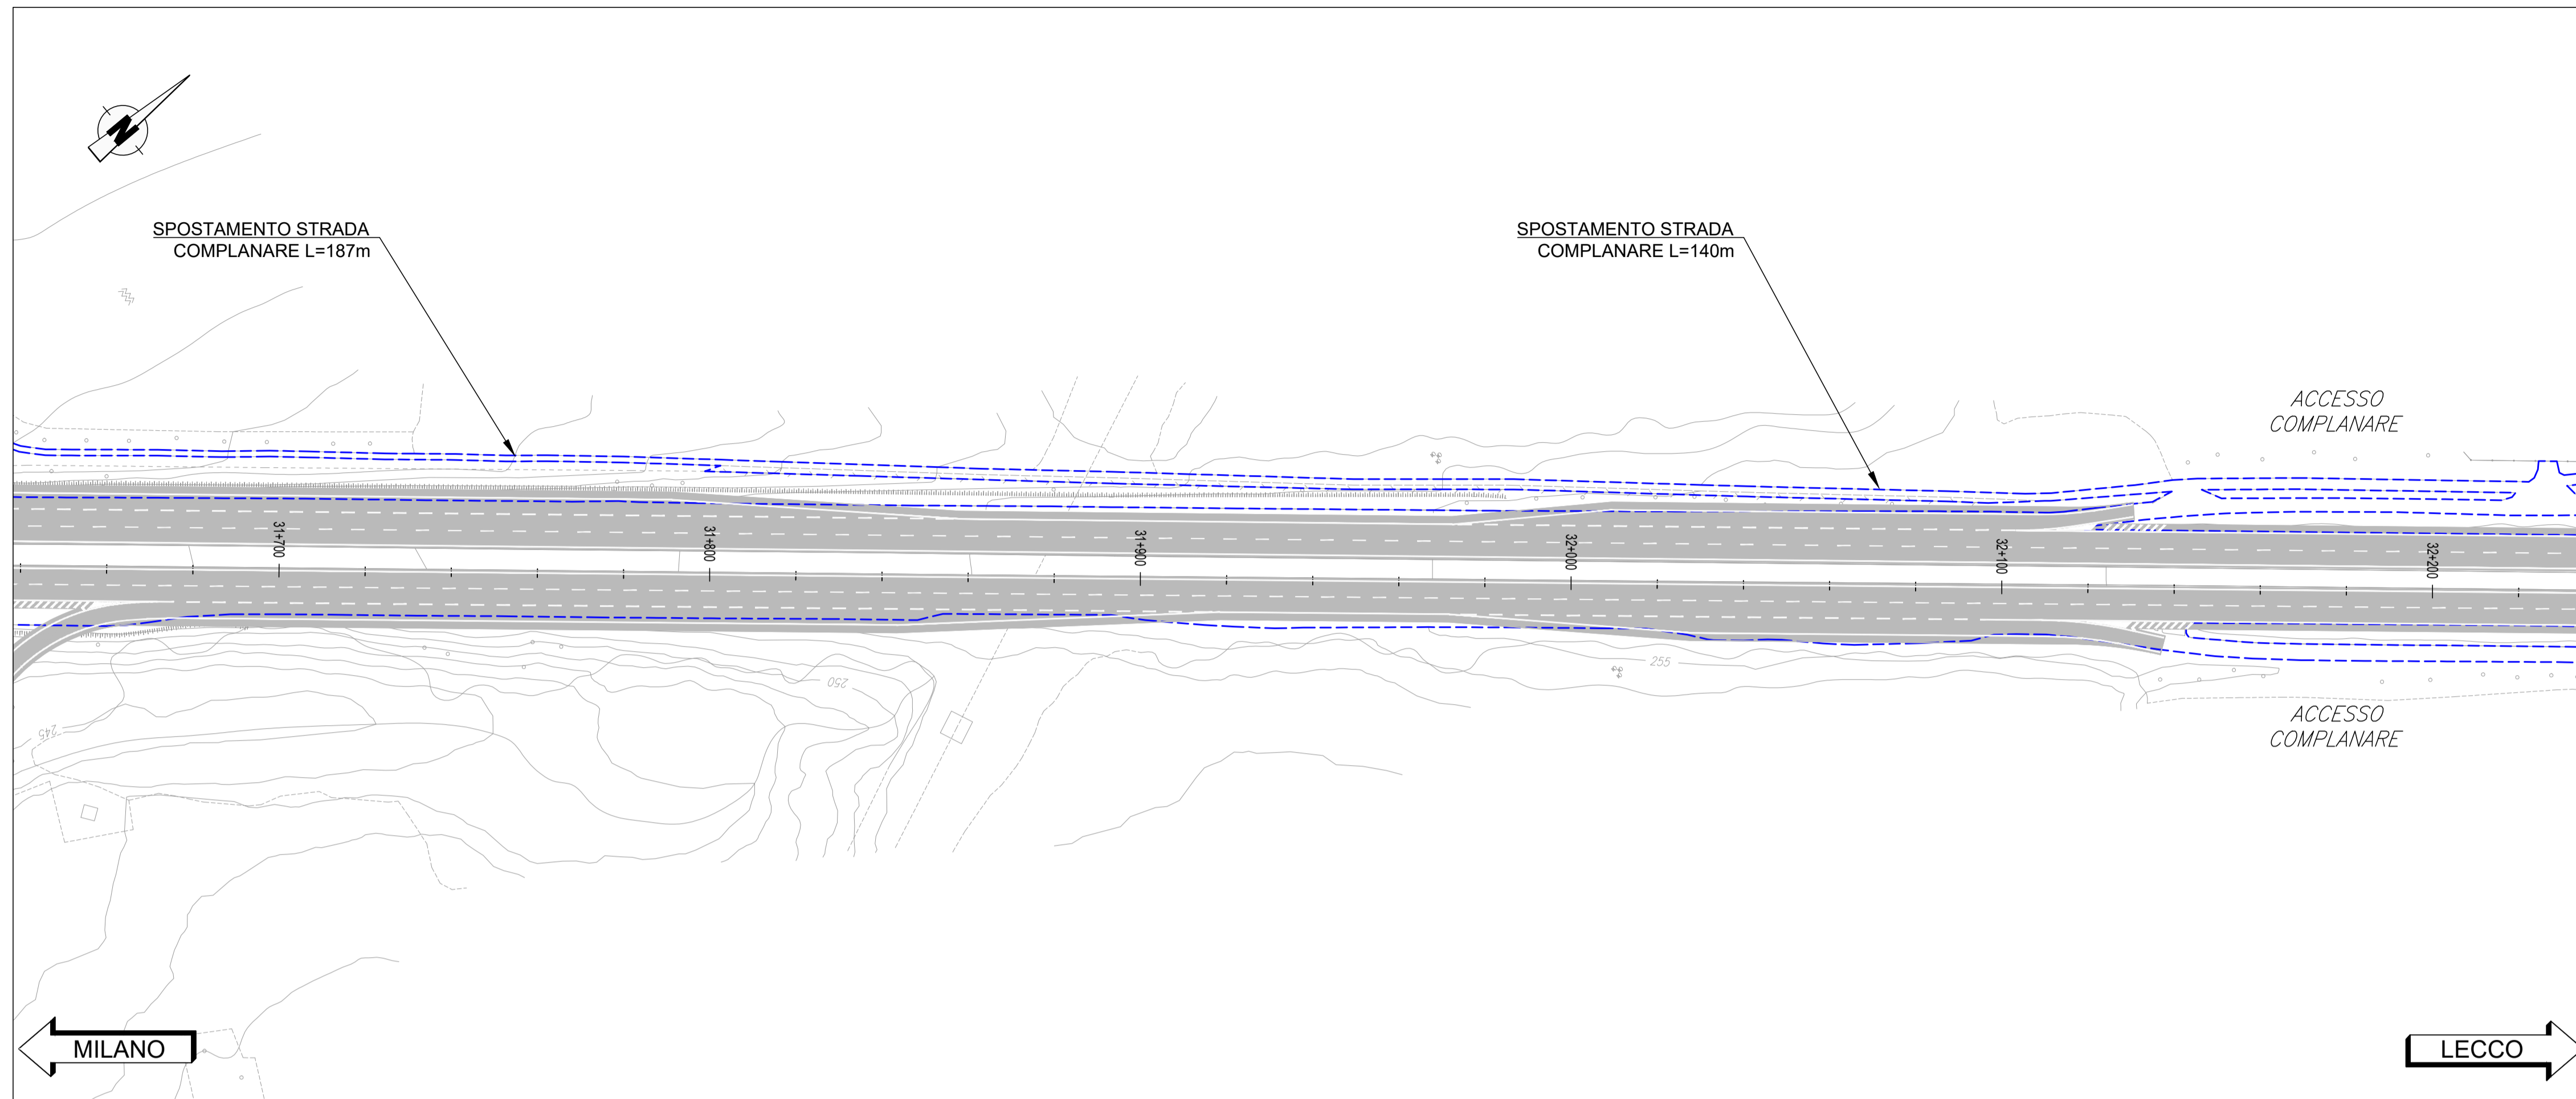 N
SPOSTAMENTO STRADA
COMPLANARE L=187m
SPOSTAMENTO STRADA
COMPLANARE L=140m
ACCESSO
COMPLANARE
31+700
31+800
31+900
32+000
32+100
32+200
255
250
245
ACCESSO
COMPLANARE
MILANO
LECCO